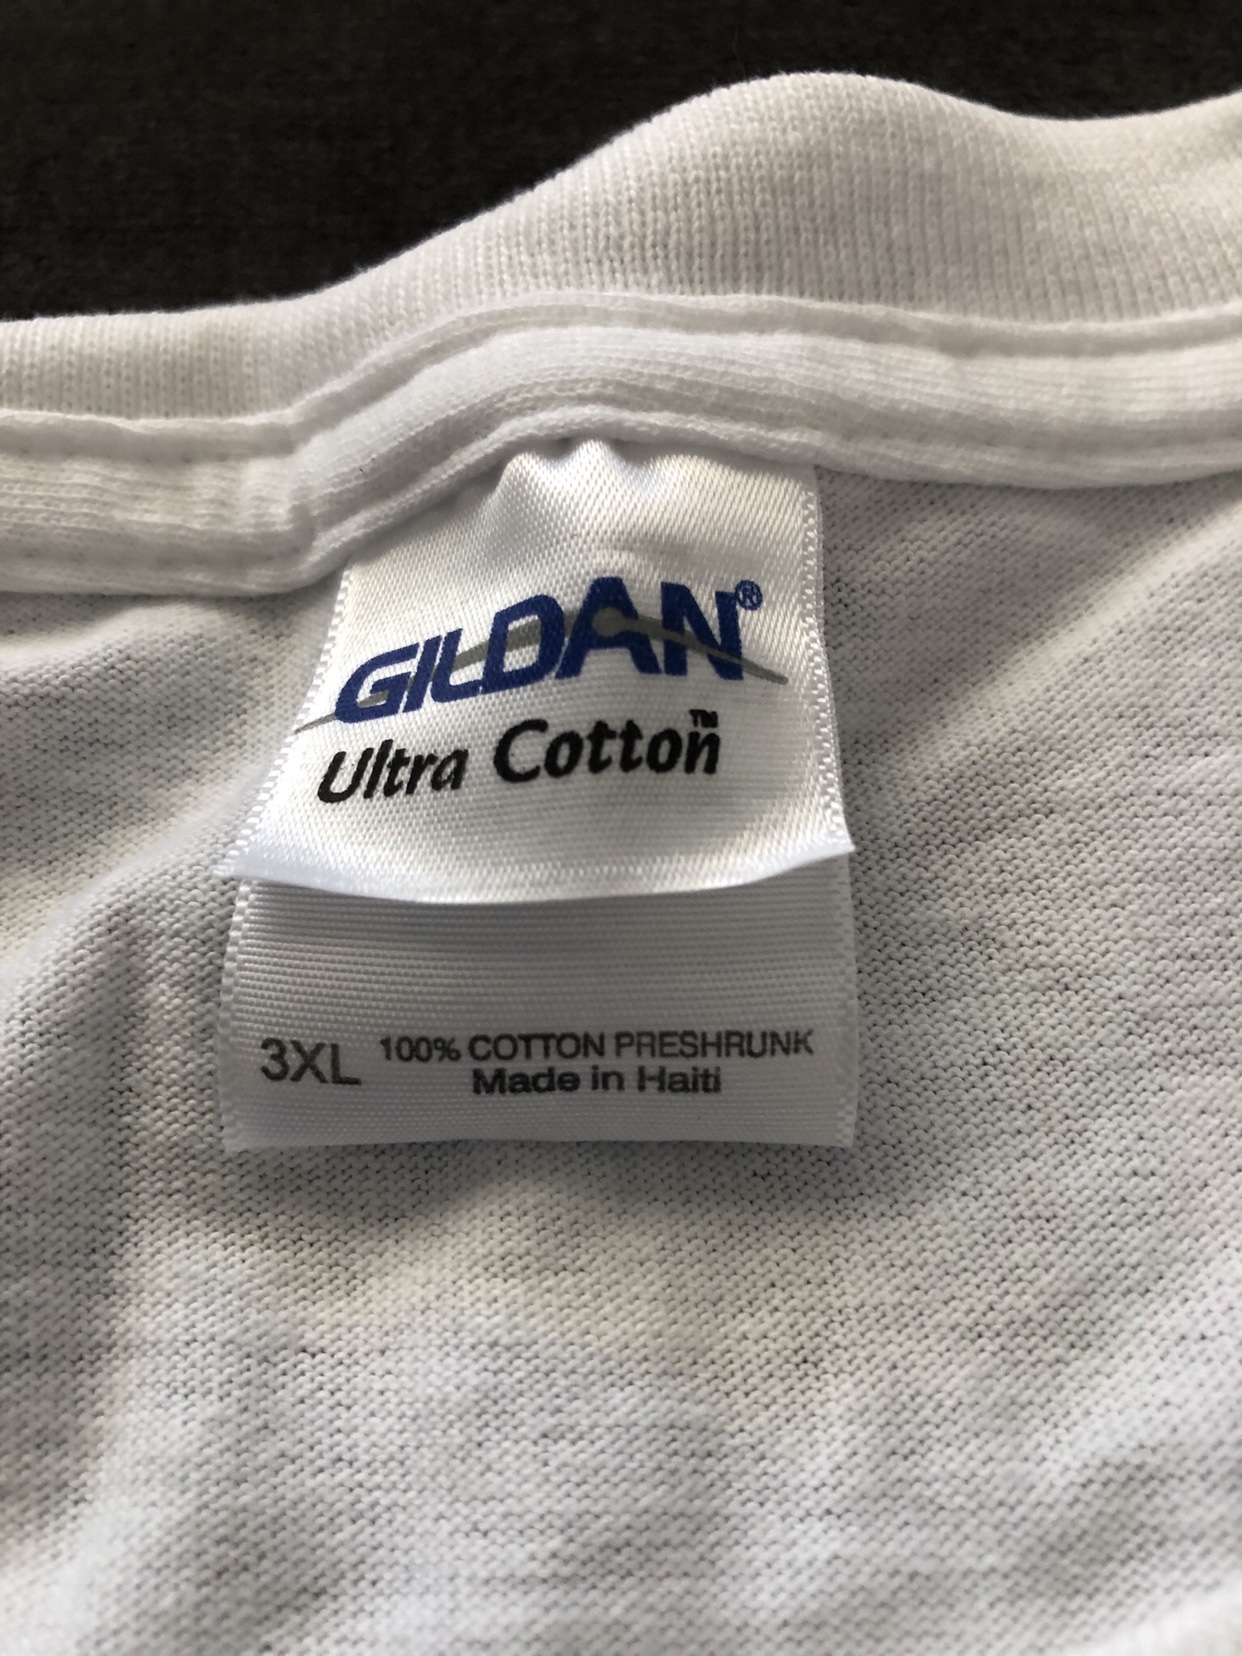 GILDAN®
Ultra Cotton™
3XL 100% COTTON PRESHRUNK
Made in Haiti